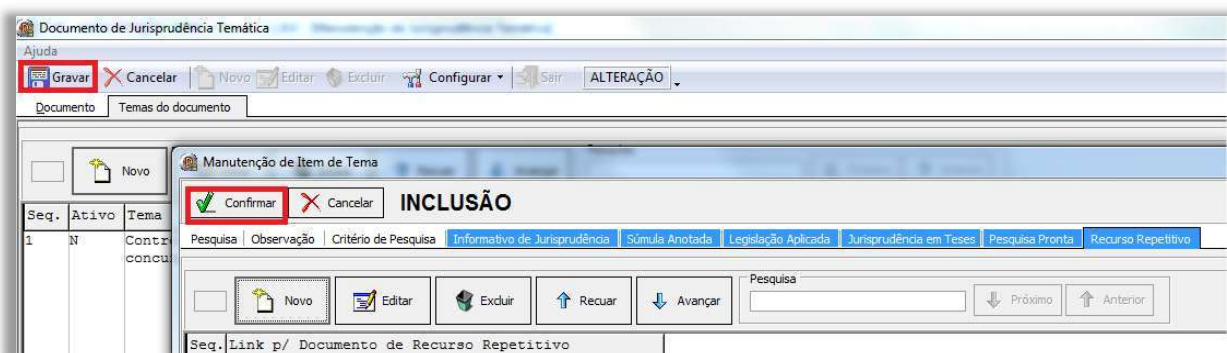 Documento de Jurisprudência Temática
Ajuda
Gravar Cancelar Novo Editar Excluir Configurar Sair ALTERAÇÃO
Documento Temas do documento
Novo
Manutenção de Item de Tema
Confirmar Cancelar INCLUSÃO
Seq. Ativo Tema
Pesquisa Observação Critério de Pesquisa Informativo de Jurisprudência Súmula Anotada Legislação Aplicada Jurisprudência em Teses Pesquisa Pronta Recurso Repetitivo
1 N Contr
concu
Novo Editar Excluir Recuar Avançar Pesquisa Próximo Anterior
Seq. Link p/ Documento de Recurso Repetitivo